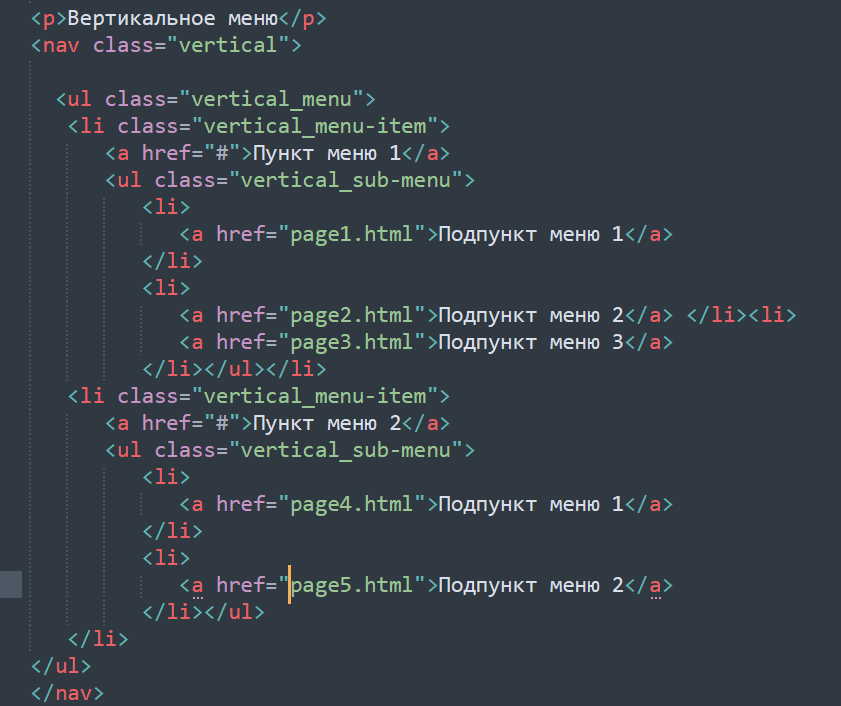 <p>Вертикальное меню</p>
<nav class="vertical">
<ul class="vertical_menu">
<li class="vertical_menu-item">
<a href="#">Пункт меню 1</a>
<ul class="vertical_sub-menu">
<li>
<a href="page1.html">Подпункт меню 1</a>
</li>
<li>
<a href="page2.html">Подпункт меню 2</a> </li><li>
<a href="page3.html">Подпункт меню 3</a>
</li></ul></li>
<li class="vertical_menu-item">
<a href="#">Пункт меню 2</a>
<ul class="vertical_sub-menu">
<li>
<a href="page4.html">Подпункт меню 1</a>
</li>
<li>
<a href="page5.html">Подпункт меню 2</a>
</li></ul>
</li>
</ul>
</nav>